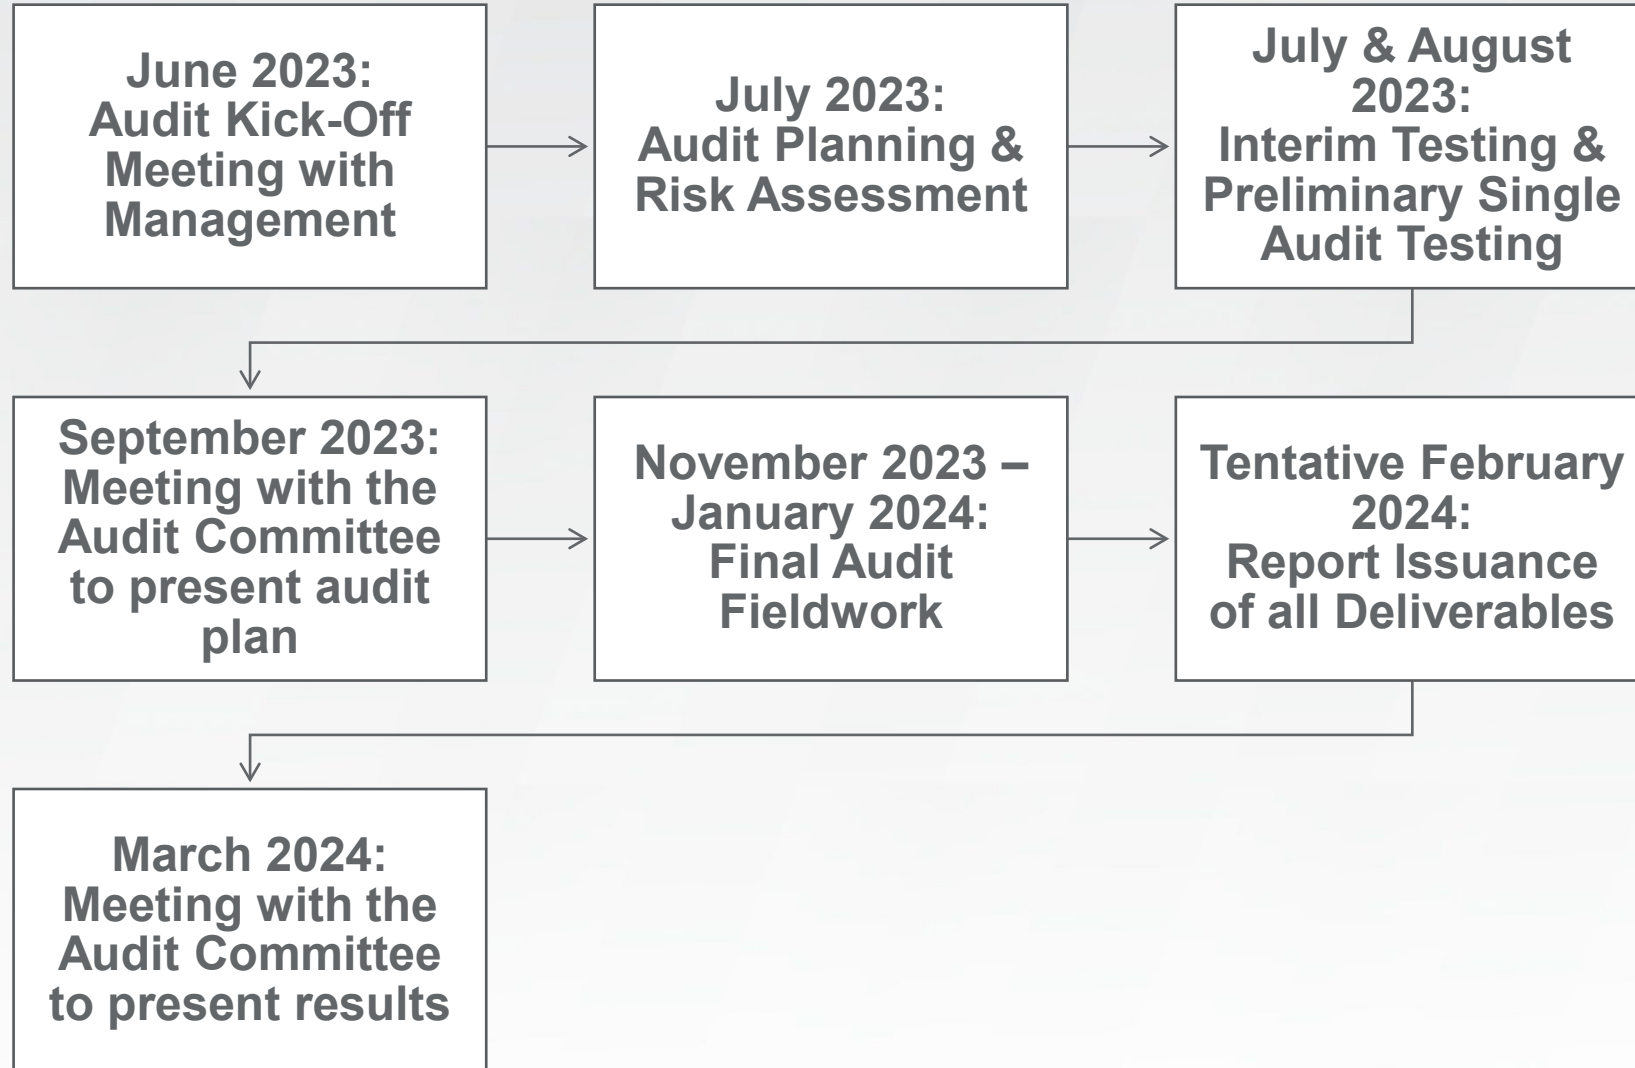 June 2023:
Audit Kick-Off
Meeting with
Management
July 2023:
Audit Planning &
Risk Assessment
July & August
2023:
Interim Testing &
Preliminary Single
Audit Testing
September 2023:
Meeting with the
Audit Committee
to present audit
plan
November 2023 –
January 2024:
Final Audit
Fieldwork
Tentative February
2024:
Report Issuance
of all Deliverables
March 2024:
Meeting with the
Audit Committee
to present results